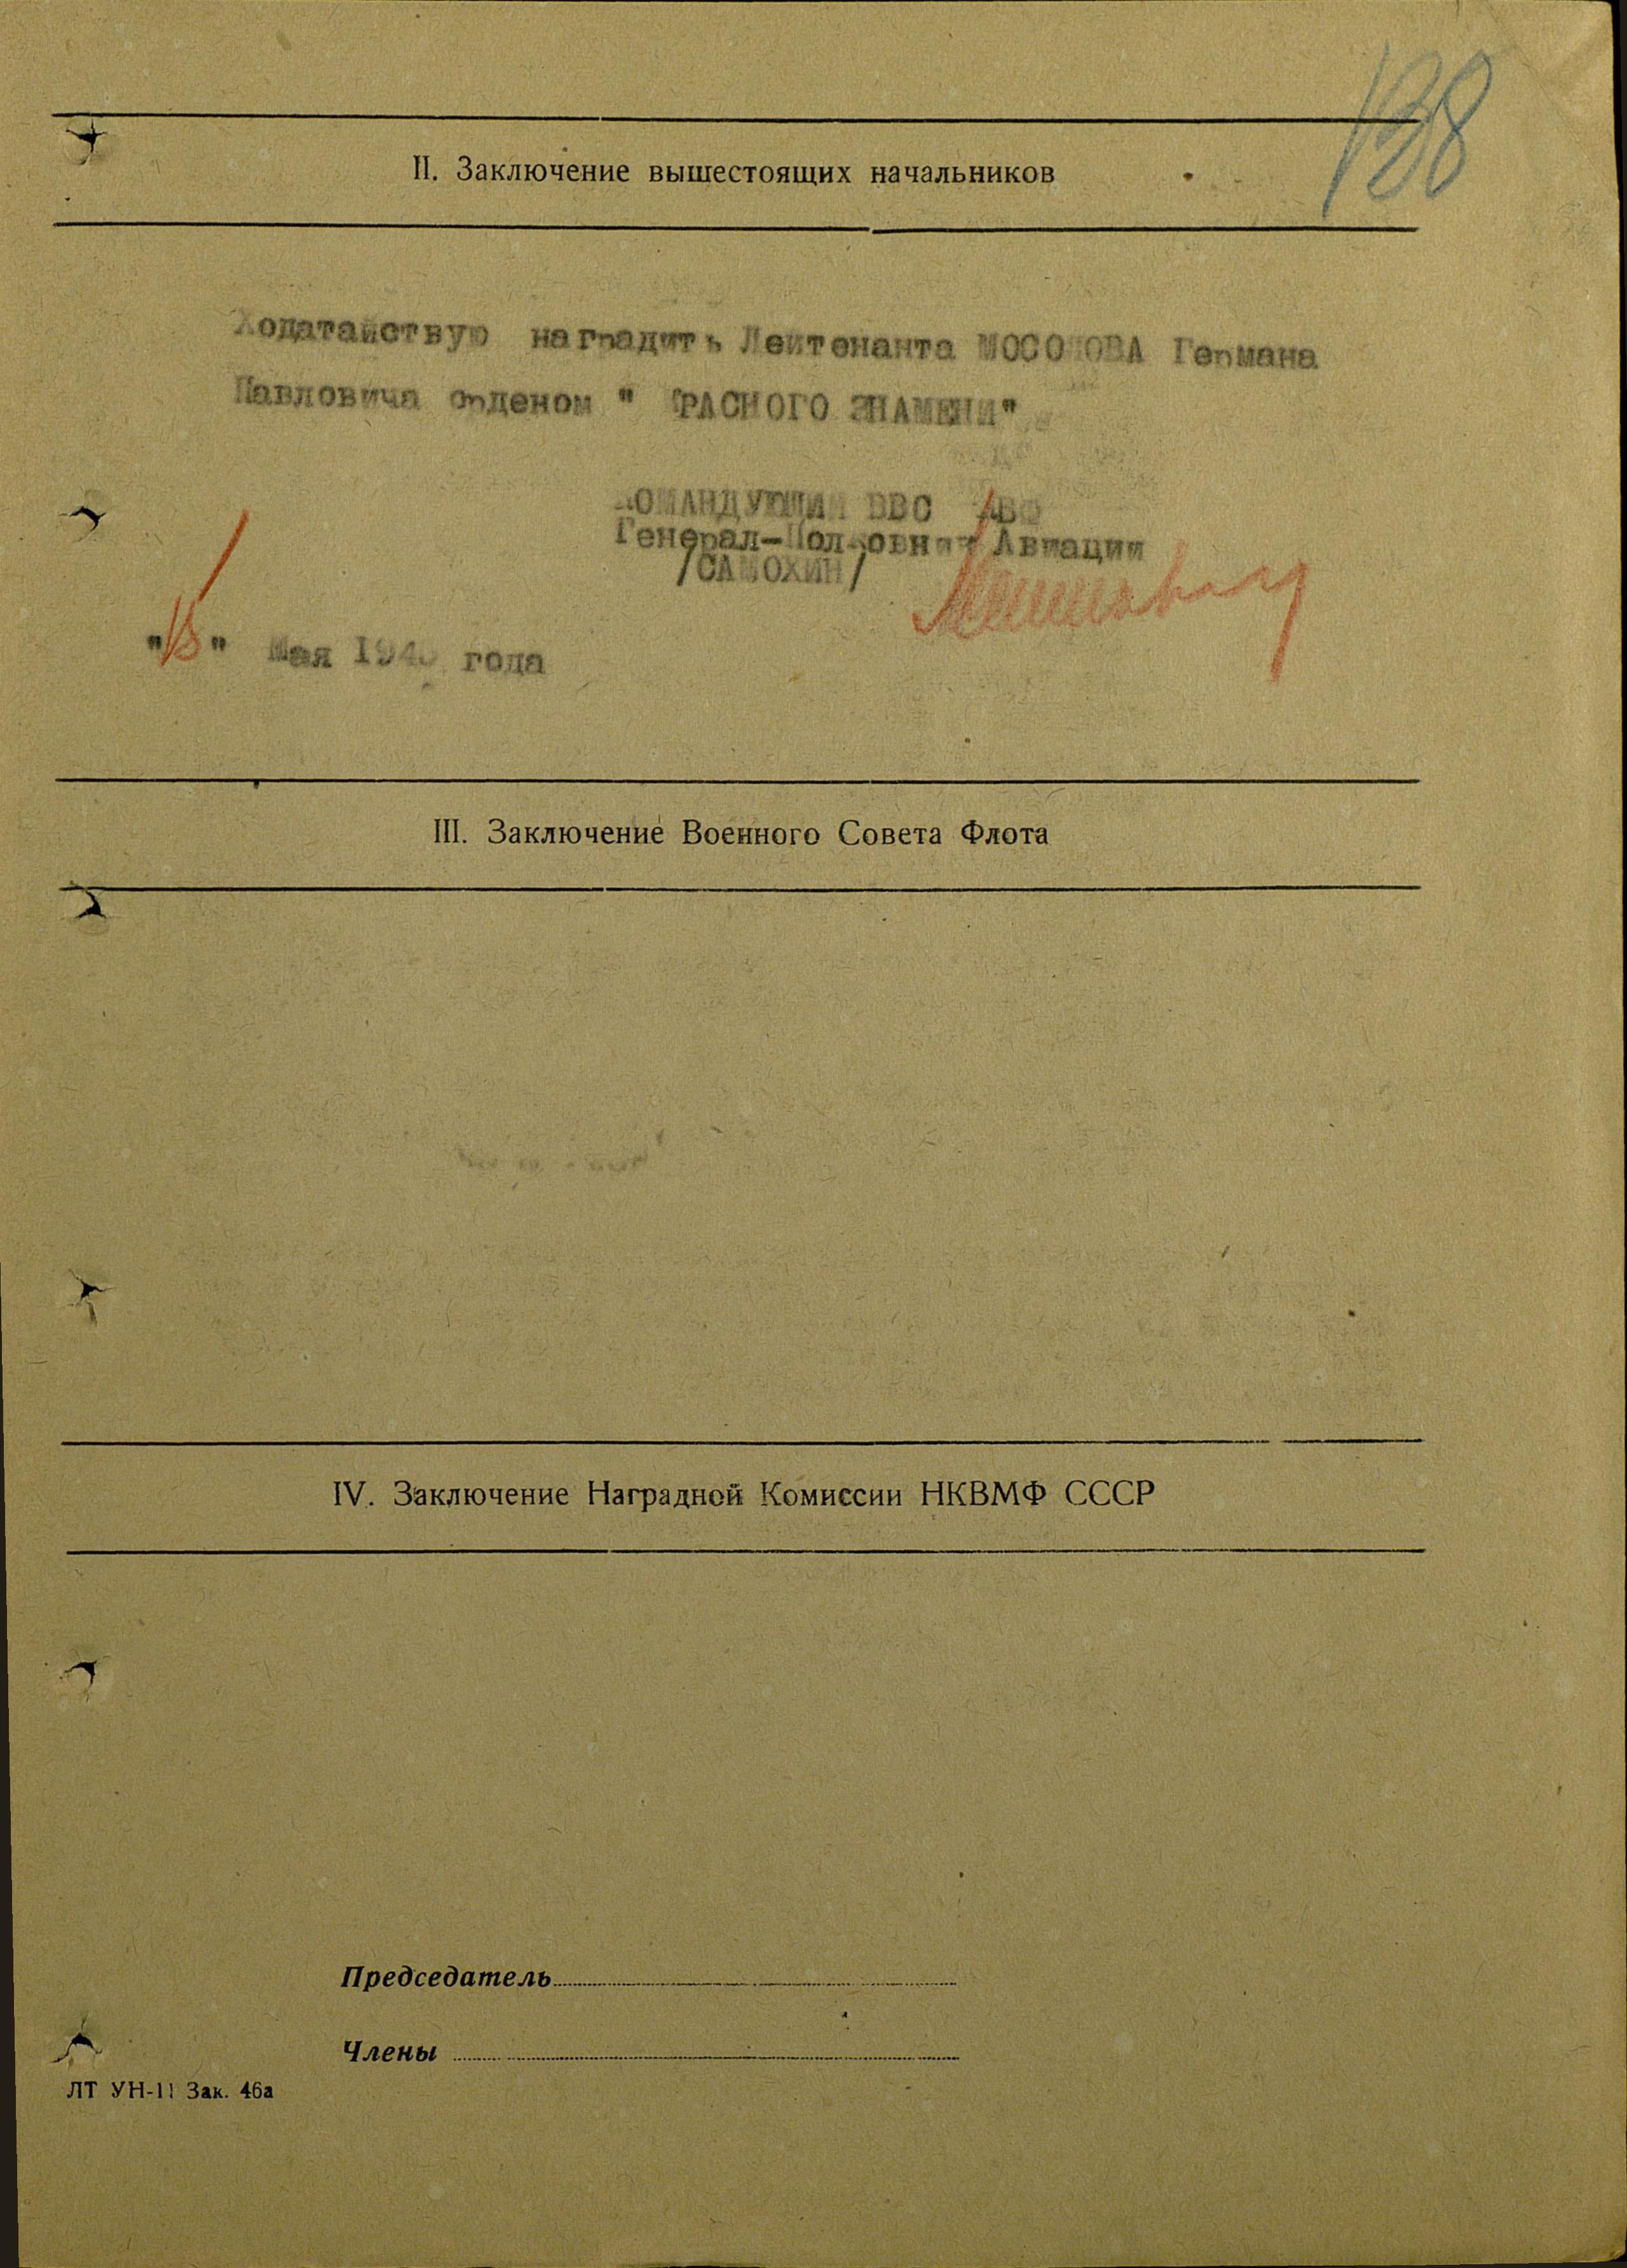 138
II. Заключение вышестоящих начальников
Ходатайствую наградить Лейтенанта МОСОЛОВА Германа
Павловича орденом " КРАСНОГО ЗНАМЕНИ"
КОМАНДУЮЩИЙ ВВС КБФ
Генерал-Полковник Авиации
/САМОХИН/
"15" Мая 1945 года
III. Заключение Военного Совета Флота
IV. Заключение Наградной Комиссии НКВМФ СССР
Председатель
Члены
ЛТ УН-11 Зак. 46а